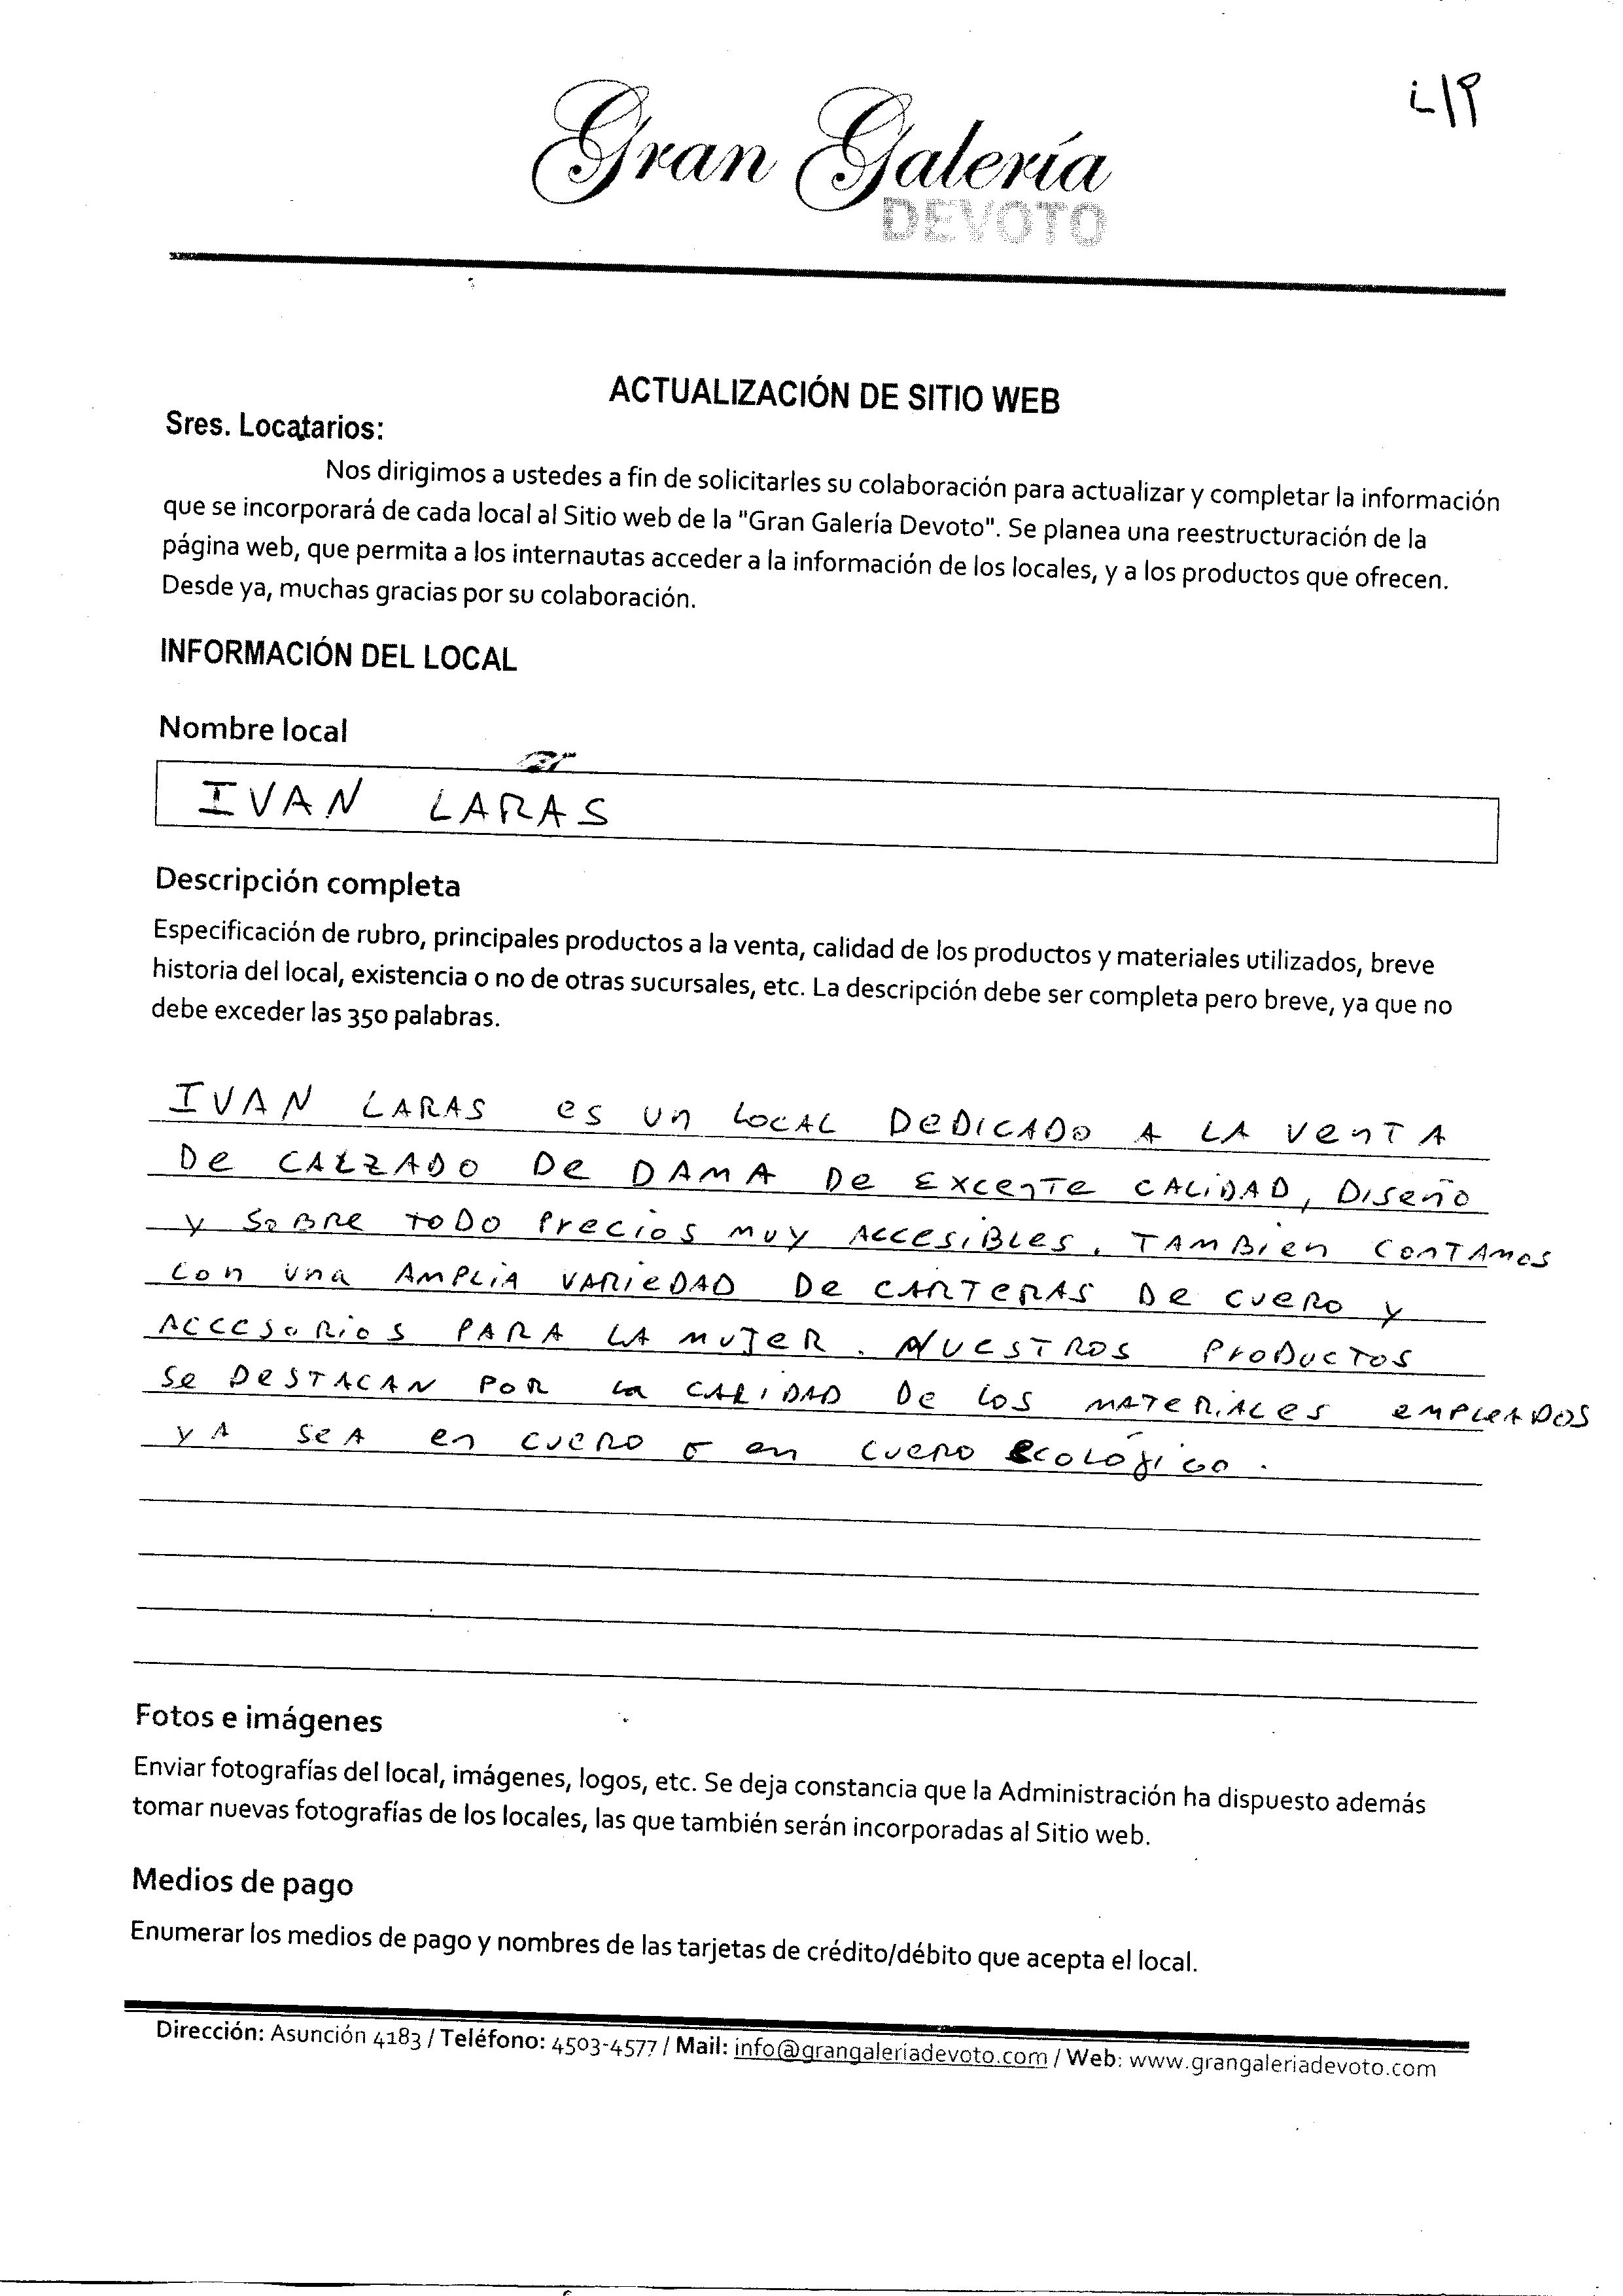 Gran Galería
DEVOTO
ACTUALIZACIÓN DE SITIO WEB
Sres. Locatarios:
Nos dirigimos a ustedes a fin de solicitarles su colaboración para actualizar y completar la información
que se incorporará de cada local al Sitio web de la "Gran Galería Devoto". Se planea una reestructuración de la
página web, que permita a los internautas acceder a la información de los locales, y a los productos que ofrecen.
Desde ya, muchas gracias por su colaboración.
INFORMACIÓN DEL LOCAL
Nombre local
IVAN LARAS
Descripción completa
Especificación de rubro, principales productos a la venta, calidad de los productos y materiales utilizados, breve
historia del local, existencia o no de otras sucursales, etc. La descripción debe ser completa pero breve, ya que no
debe exceder las 350 palabras.
IVAN LARAS es un LOCAL DEDICADO A LA VENTA
De CALZADO De DAMA De Excente CALIDAD, Diseño
y SOBRE TODO Precios muy ACCESIBLES. TAMBien CONTAMOS
con una AMPLIA VARIEDAD De CARTERAS De CUERO y
ACCESORIOS PARA LA MUJER. NUESTROS PRODUCTOS
Se DESTACAN POR la CALIDAD De LOS MATERIALES EMPLEADOS
YA SEA en CUERO o en CUERO ECOLÓGICO.
Fotos e imágenes
Enviar fotografías del local, imágenes, logos, etc. Se deja constancia que la Administración ha dispuesto además
tomar nuevas fotografías de los locales, las que también serán incorporadas al Sitio web.
Medios de pago
Enumerar los medios de pago y nombres de las tarjetas de crédito/débito que acepta el local.
Dirección: Asunción 4183 / Teléfono: 4503-4577 / Mail: info@grangaleriadevoto.com / Web: www.grangaleriadevoto.com